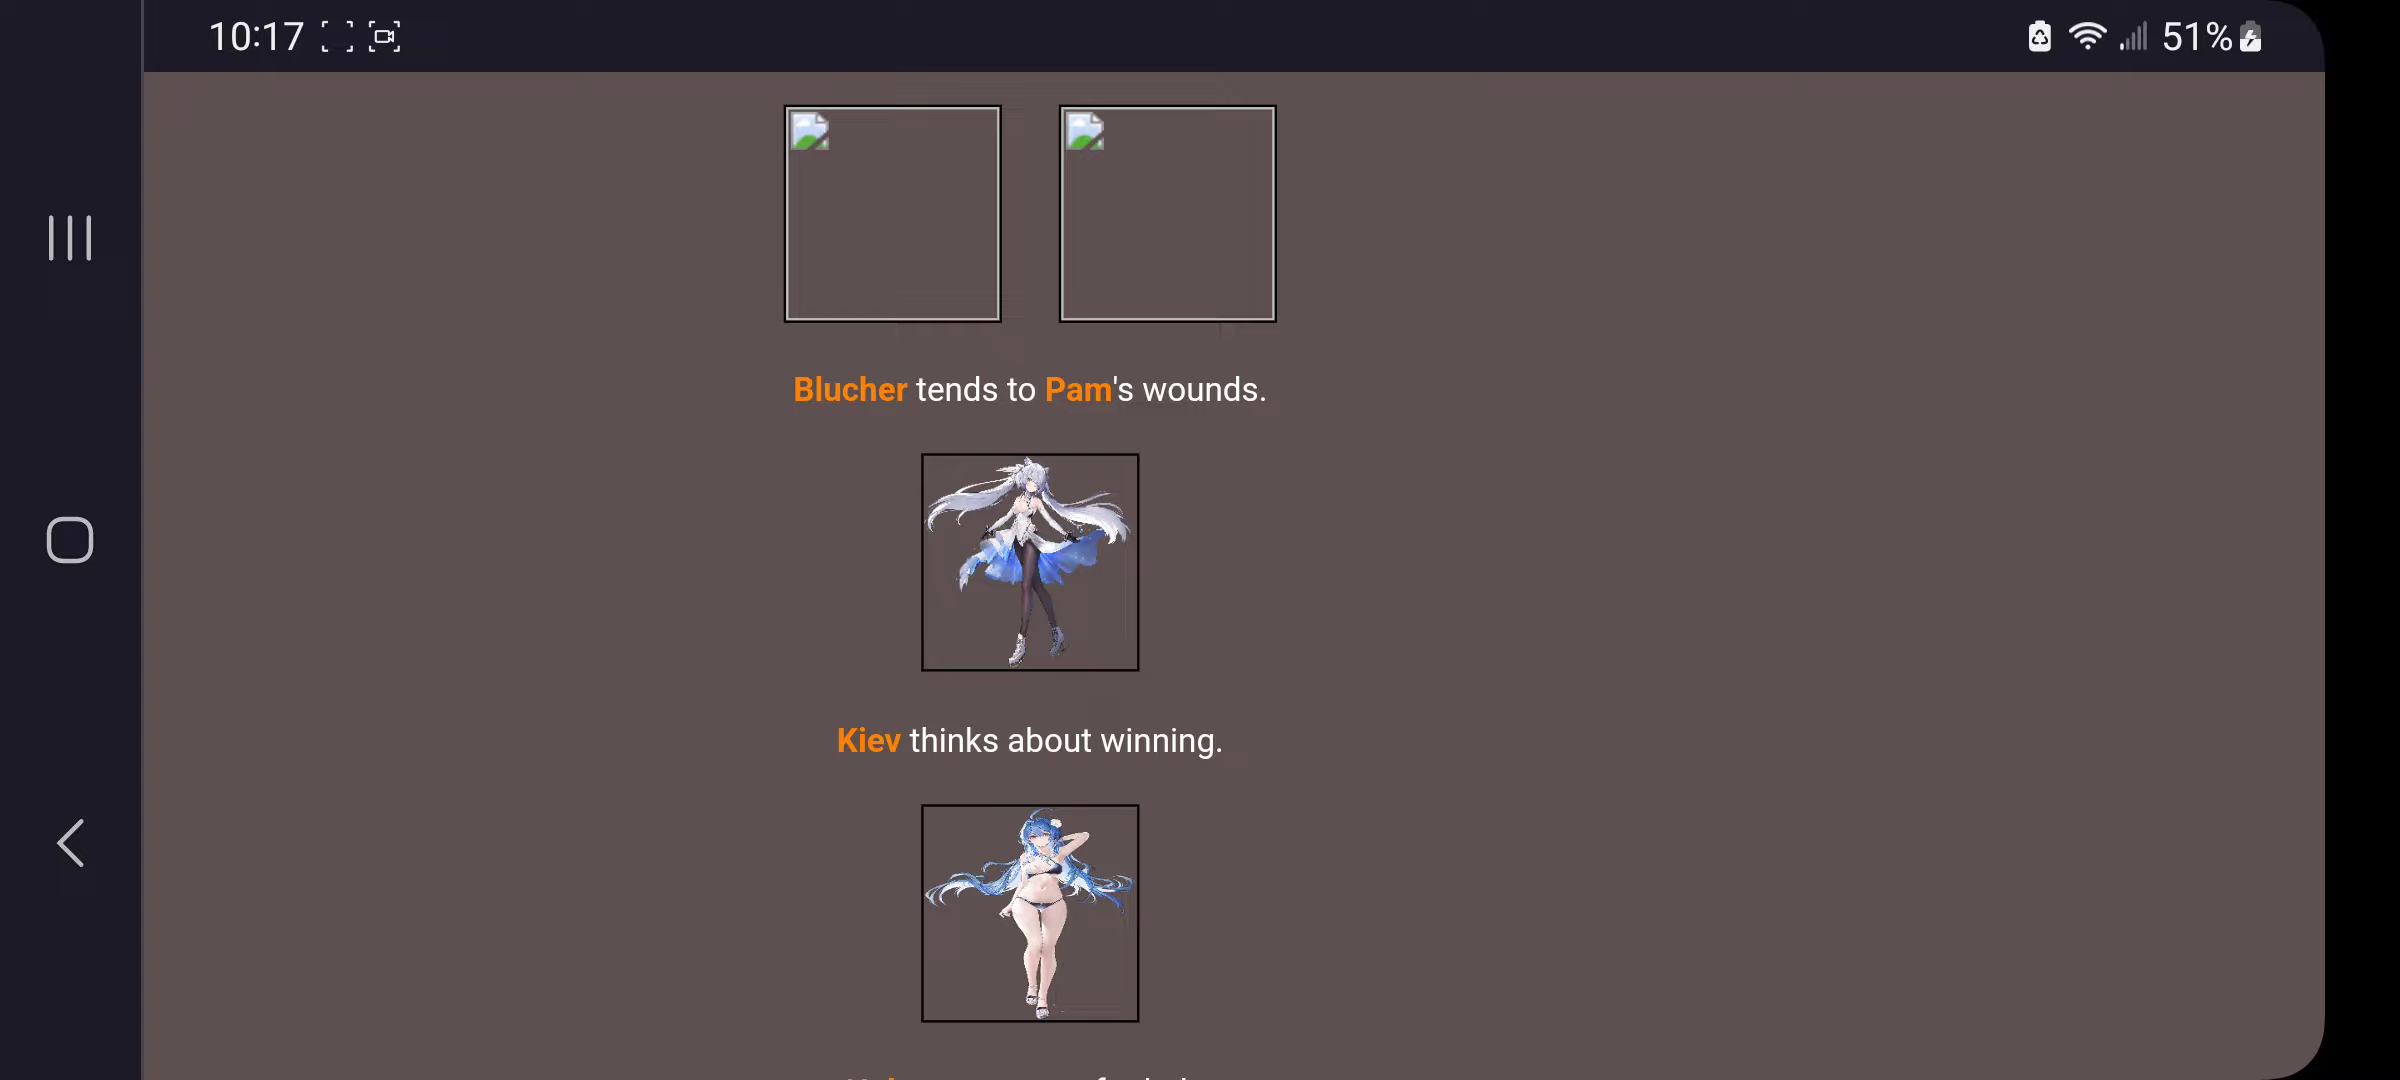 10:17
51%
Blucher tends to Pam's wounds.
Kiev thinks about winning.